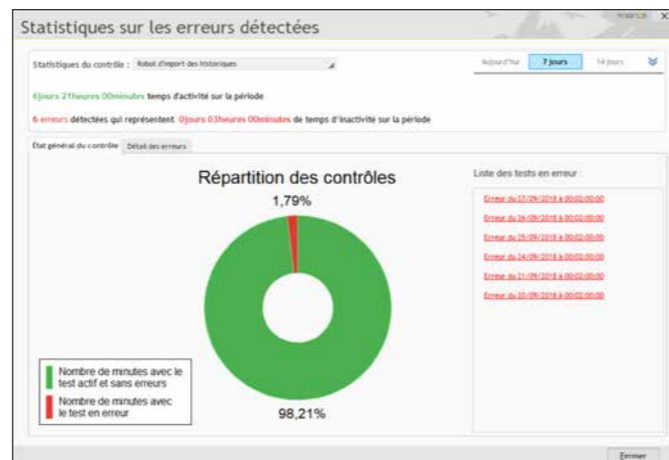 Statistiques sur les erreurs détectées
Statistiques du contrôle : Robot d'import des historiques
Aujourd'hui 7 jours 14 jours
6jours 21heures 00minutes temps d'activité sur la période
6 erreurs détectées qui représentent 0jours 03heures 00minutes de temps d'inactivité sur la période
État général du contrôle Détail des erreurs
Répartition des contrôles
1,79%
98,21%
Nombre de minutes avec le
test actif et sans erreurs
Nombre de minutes avec
le test en erreur
Liste des tests en erreur :
Erreur du 27/09/2018 à 00:02:00:00
Erreur du 26/09/2018 à 00:02:00:00
Erreur du 25/09/2018 à 00:02:00:00
Erreur du 24/09/2018 à 00:02:00:00
Erreur du 21/09/2018 à 00:02:00:00
Erreur du 20/09/2018 à 00:02:00:00
Fermer